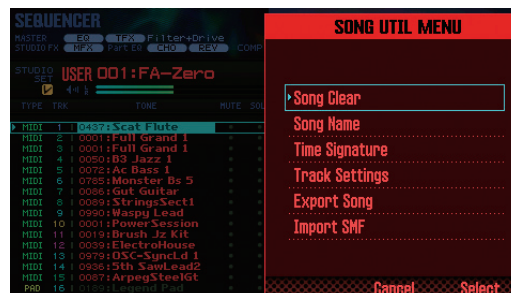 SEQUENCER
MASTER EQ TFX Filter+Drive
STUDIO FX MFX Part EQ CHO REV COMP
STUDIO SET USER 001:FA-Zero
TYPE TRK TONE MUTE SOL
MIDI 1 0437:Scat Flute
MIDI 2 0001:Full Grand 1
MIDI 3 0001:Full Grand 1
MIDI 4 0050:B3 Jazz 1
MIDI 5 0072:Ac Bass 1
MIDI 6 0785:Monster Bs 5
MIDI 7 0086:Gut Guitar
MIDI 8 0089:StringsSect1
MIDI 9 0990:Waspy Lead
MIDI 10 0001:PowerSession
MIDI 11 0019:Brush Jz Kit
MIDI 12 0039:ElectroHouse
MIDI 13 0979:OSC-SyncLd 1
MIDI 14 0936:5th SawLead2
MIDI 15 0087:ArpegSteelGt
PAD 16 0189:Legend Pad
SONG UTIL MENU
Song Clear
Song Name
Time Signature
Track Settings
Export Song
Import SMF
Cancel Select